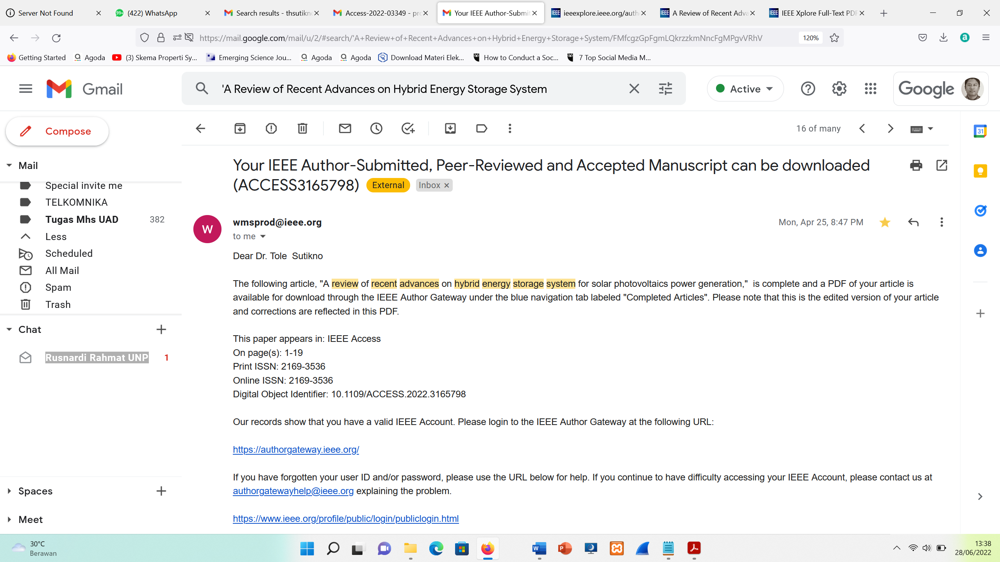 Server Not Found
(422) WhatsApp
Search results - thsutikn
Access-2022-03349 - pro
Your IEEE Author-Submit
ieeexplore.ieee.org/auth
A Review of Recent Adva
IEEE Xplore Full-Text PDF
https://mail.google.com/mail/u/2/#search/'A+Review+of+Recent+Advances+on+Hybrid+Energy+Storage+System/FMfcgzGpFgmLQkrzzkmNncFgMPgvVRhV
120%
Getting Started
Agoda
(3) Skema Properti Sy...
Emerging Science Jou...
Agoda
Agoda
Download Materi Elek...
How to Conduct a Soc...
7 Top Social Media M...
Gmail
'A Review of Recent Advances on Hybrid Energy Storage System
Active
Google
Compose
16 of many
Mail
Special invite me
TELKOMNIKA
Tugas Mhs UAD 382
Less
Scheduled
All Mail
Spam
Trash
Chat
Rusnardi Rahmat UNP 1
Spaces
Meet
Your IEEE Author-Submitted, Peer-Reviewed and Accepted Manuscript can be downloaded
(ACCESS3165798) External Inbox
W
wmsprod@ieee.org
Mon, Apr 25, 8:47 PM
to me
Dear Dr. Tole  Sutikno
The following article, "A review of recent advances on hybrid energy storage system for solar photovoltaics power generation,"  is complete and a PDF of your article is
available for download through the IEEE Author Gateway under the blue navigation tab labeled "Completed Articles". Please note that this is the edited version of your article
and corrections are reflected in this PDF.
This paper appears in: IEEE Access
On page(s): 1-19
Print ISSN: 2169-3536
Online ISSN: 2169-3536
Digital Object Identifier: 10.1109/ACCESS.2022.3165798
Our records show that you have a valid IEEE Account. Please login to the IEEE Author Gateway at the following URL:
https://authorgateway.ieee.org/
If you have forgotten your user ID and/or password, please use the URL below for help. If you continue to have difficulty accessing your IEEE Account, please contact us at
authorgatewayhelp@ieee.org explaining the problem.
https://www.ieee.org/profile/public/login/publiclogin.html
31
30°C
Berawan
13:38
28/06/2022